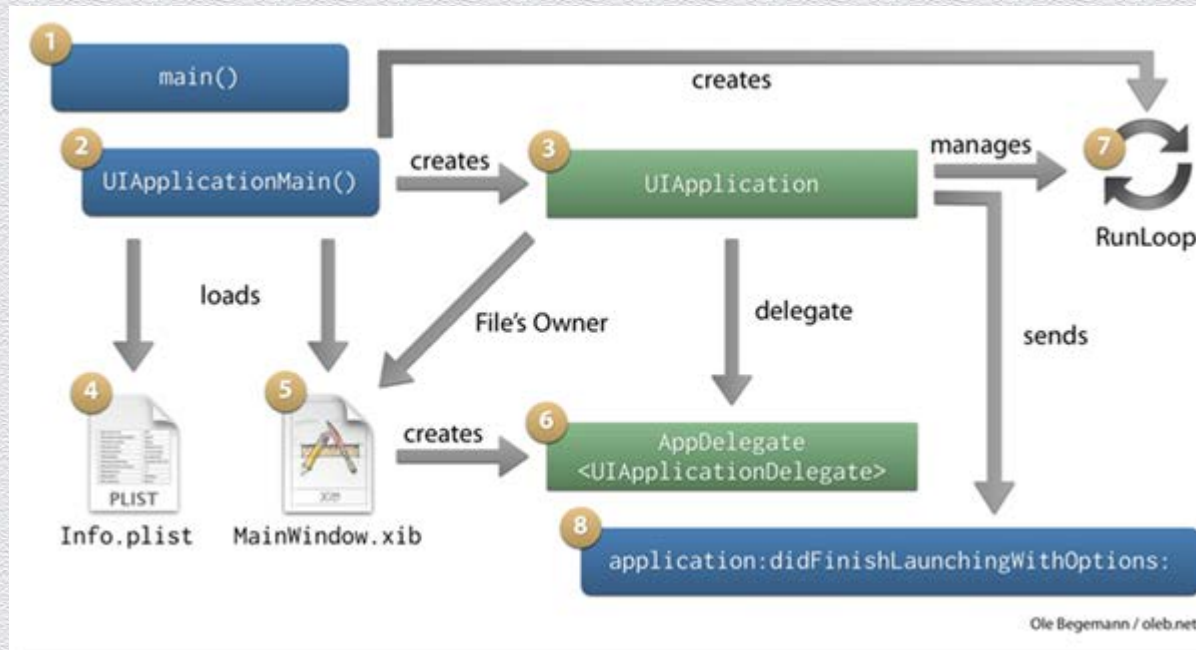 1
main()
creates
2
UIApplicationMain()
creates
3
UIApplication
manages
7
RunLoop
loads
File's Owner
delegate
sends
4
PLIST
Info.plist
5
XIB
MainWindow.xib
creates
6
AppDelegate
<UIApplicationDelegate>
8
application:didFinishLaunchingWithOptions:
Ole Begemann / oleb.net